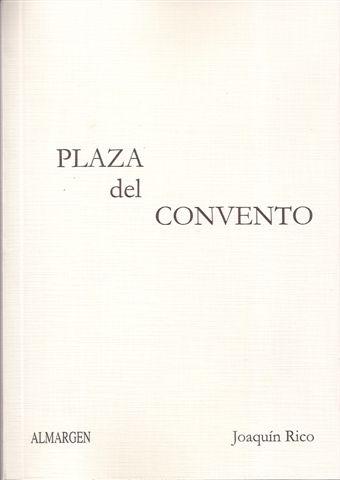 PLAZA
del
CONVENTO
ALMARGEN
Joaquín Rico